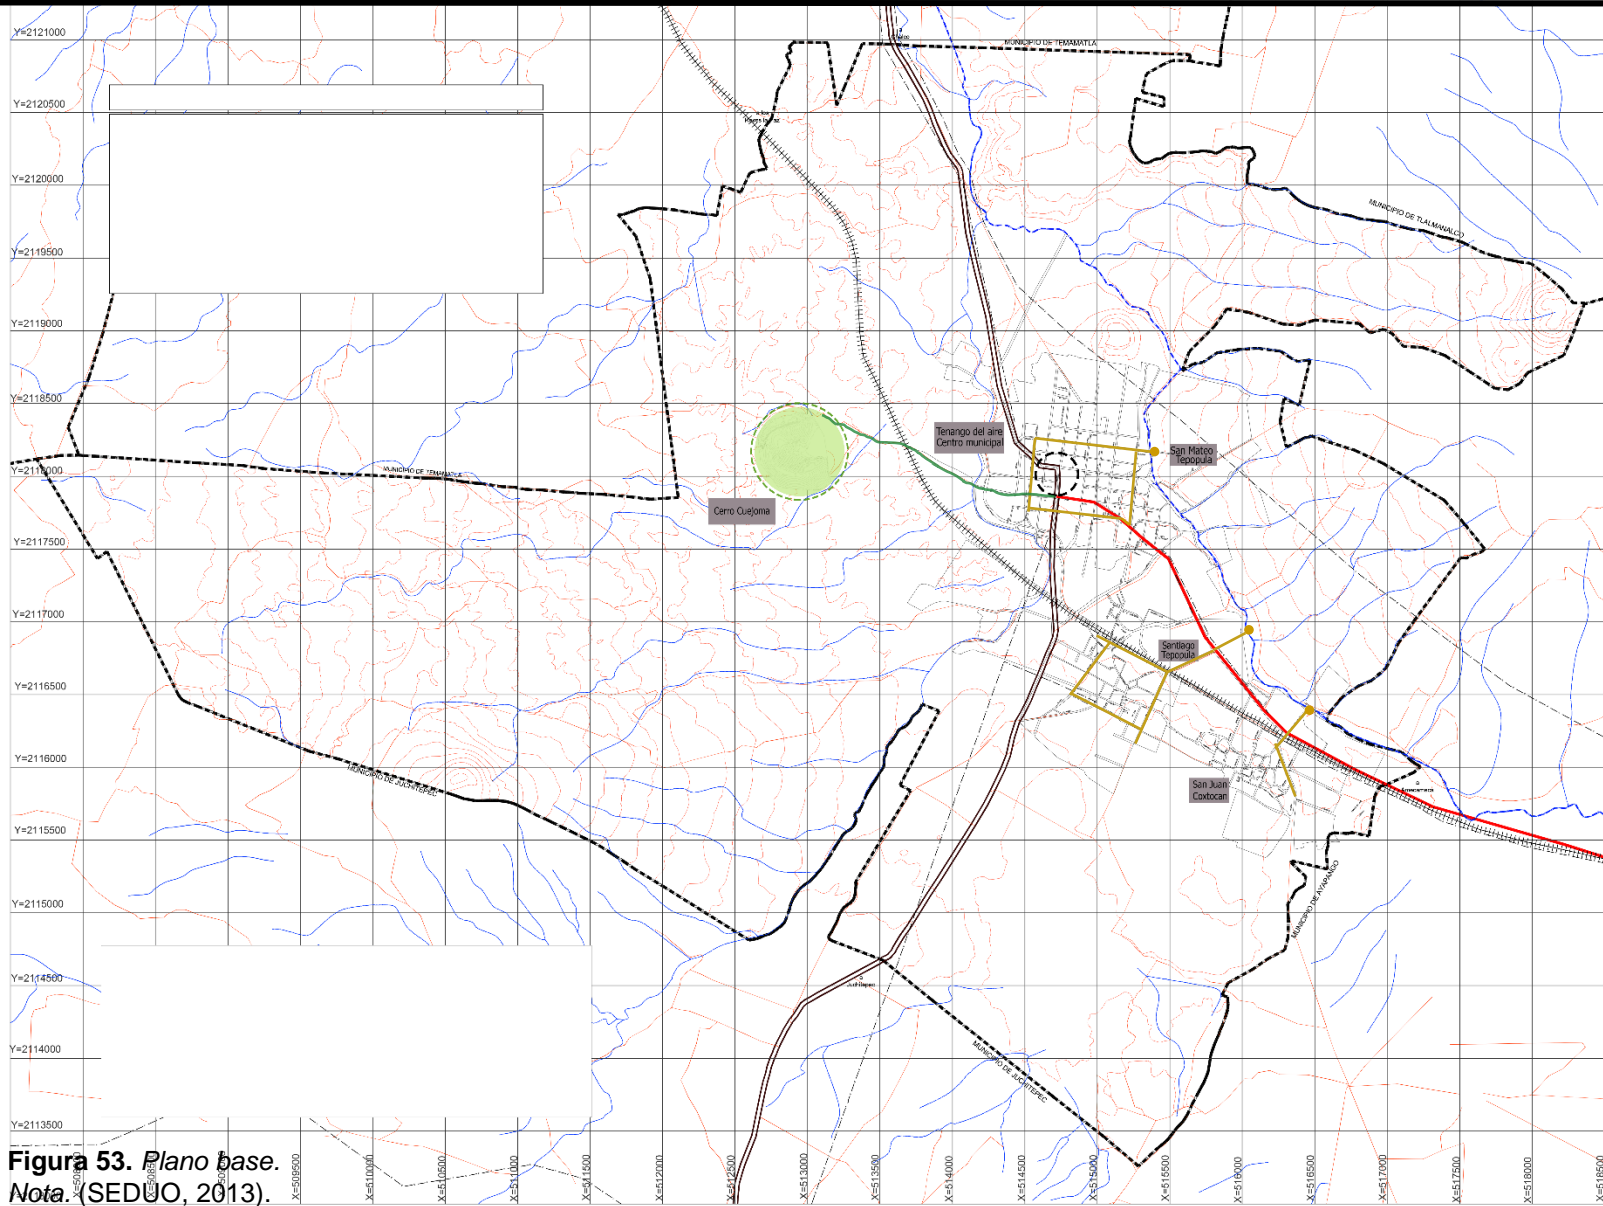 Y=2121000
MUNICIPIO DE TEMAMATLA
Y=2120500
Y=2120000
MUNICIPIO DE TLALMANALCO
Y=2119500
Y=2119000
Y=2118500
Tenango del aire
Centro municipal
San Mateo
Tepopula
Y=2118000
MUNICIPIO DE TEMAMATLA
Cerro Cuejoma
Y=2117500
Y=2117000
Santiago
Tepopula
Y=2116500
Y=2116000
MUNICIPIO DE JUCHITEPEC
San Juan
Coxtocan
Amecameca
Y=2115500
MUNICIPIO DE AYAPANGO
Y=2115000
Y=2114500
Juchitepec
Y=2114000
MUNICIPIO DE JUCHITEPEC
Y=2113500
X=509500
X=510000
X=510500
X=511000
X=511500
X=512000
X=512500
X=513000
X=513500
X=514000
X=514500
X=515000
X=515500
X=516000
X=516500
X=517000
X=517500
X=518000
X=518500
Figura 53. Plano base.
Nota. (SEDUO, 2013).